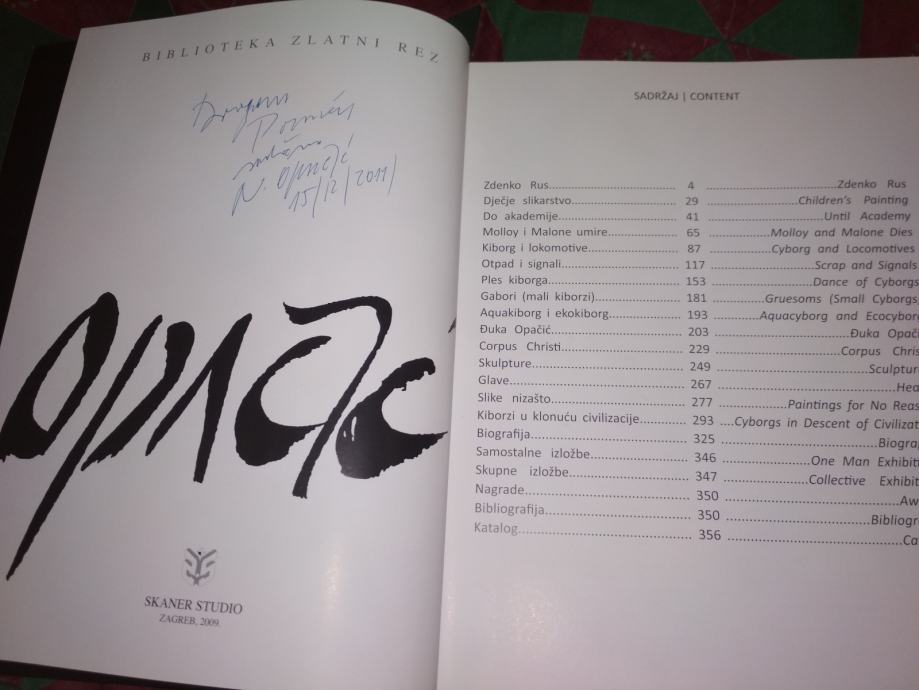 BIBLIOTEKA ZLATNI REZ
N. Opačić
15/12/2011
opačić
SKANER STUDIO
ZAGREB, 2009.
SADRŽAJ | CONTENT
Zdenko Rus.............................. 4 ..............................Zdenko Rus
Dječje slikarstvo.......................... 29 ......................Children's Painting
Do akademije............................. 41 ...........................Until Academy
Molloy i Malone umire.................. 65 ...............Molloy and Malone Dies
Kiborg i lokomotive...................... 87 ...............Cyborg and Locomotives
Otpad i signali............................ 117 .........................Scrap and Signals
Ples kiborga............................... 153 .........................Dance of Cyborgs
Gabori (mali kiborzi)..................... 181 ..............Gruesoms (Small Cyborgs
Aquakiborg i ekokiborg................. 193 .............Aquacyborg and Ecocyborg
Đuka Opačić............................... 203 ..............................Đuka Opači
Corpus Christi............................. 229 ..............................Corpus Chris
Skulpture................................... 249 ..............................Sculptur
Glave........................................ 267 ..............................Hea
Slike nizašto............................... 277 ...............Paintings for No Reas
Kiborzi u klonuću civilizacije........... 293 ....Cyborgs in Descent of Civilizat
Biografija................................... 325 ..............................Biogra
Samostalne izložbe....................... 346 ...................One Man Exhibiti
Skupne izložbe............................ 347 ...................Collective Exhibit
Nagrade..................................... 350 ..............................Aw
Bibliografija................................ 350 ..............................Bibliogr
Katalog...................................... 356 ..............................Ca